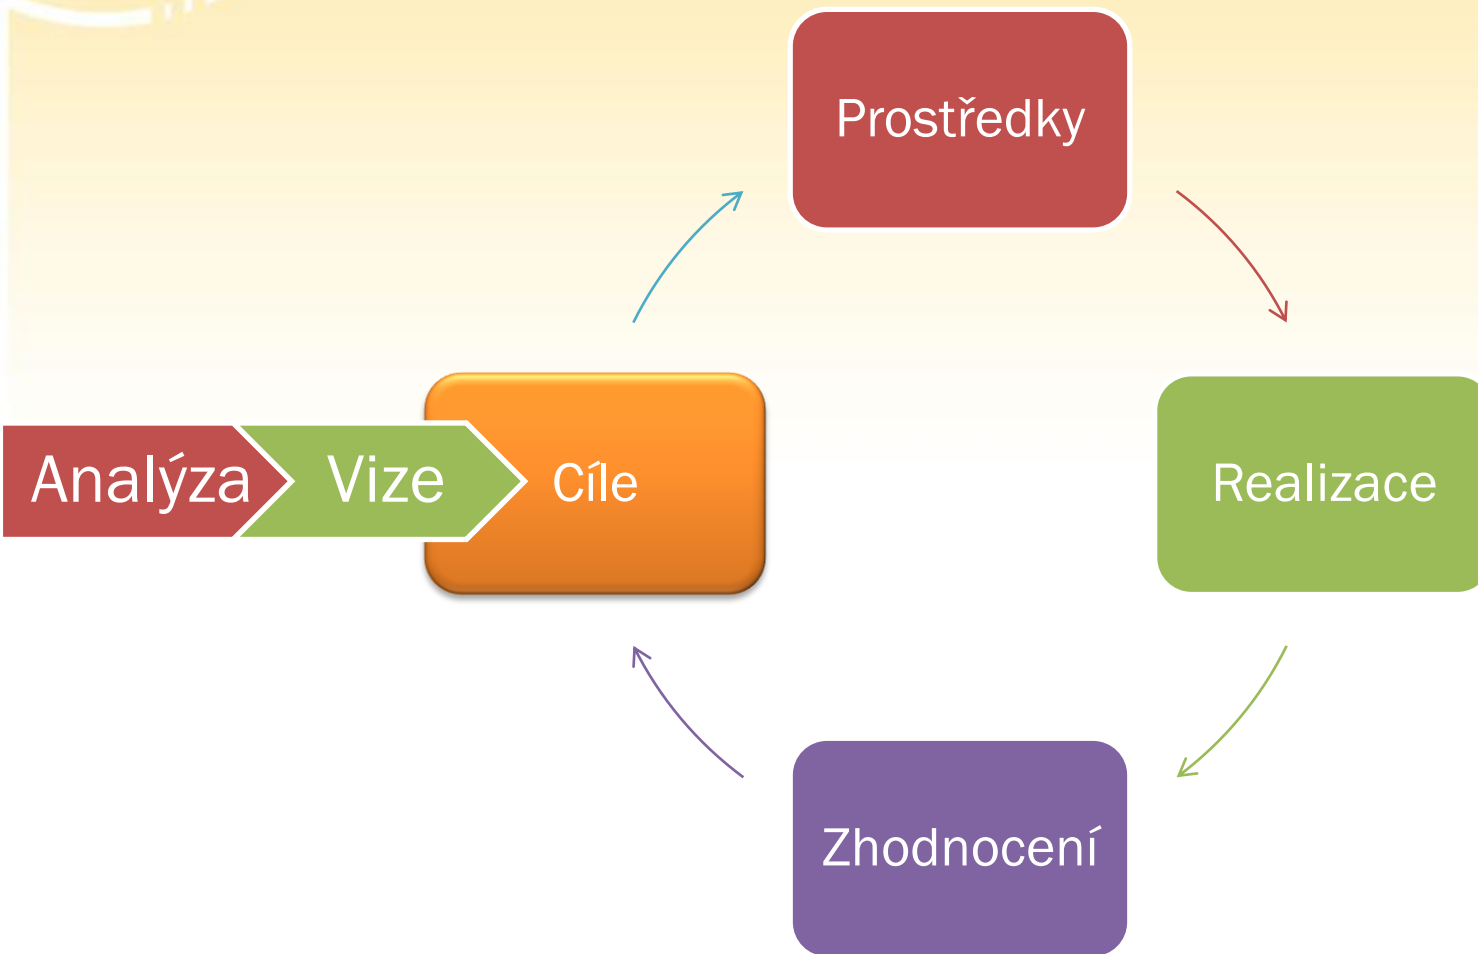 Prostředky
Analýza
Vize
Cíle
Realizace
Zhodnocení